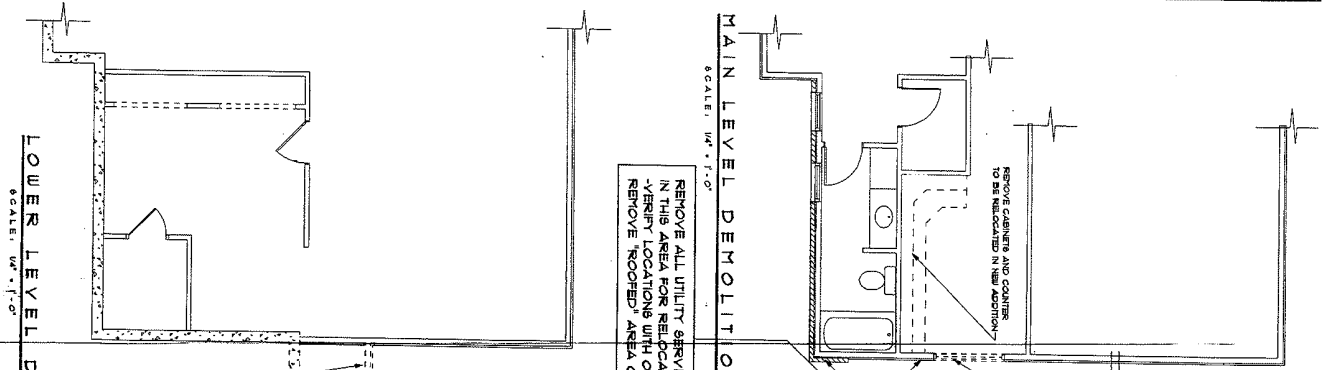 MAIN LEVEL DEMOLITIO
SCALE: 1/4" = 1'-0"
REMOVE CABINETS AND COUNTER
TO BE RELOCATED IN NEW ADDITION
REMOVE ALL UTILITY SERVI
IN THIS AREA FOR RELOCA
-VERIFY LOCATIONS WITH O
REMOVE "ROOFED" AREA O
LOWER LEVEL D
SCALE: 1/4" = 1'-0"